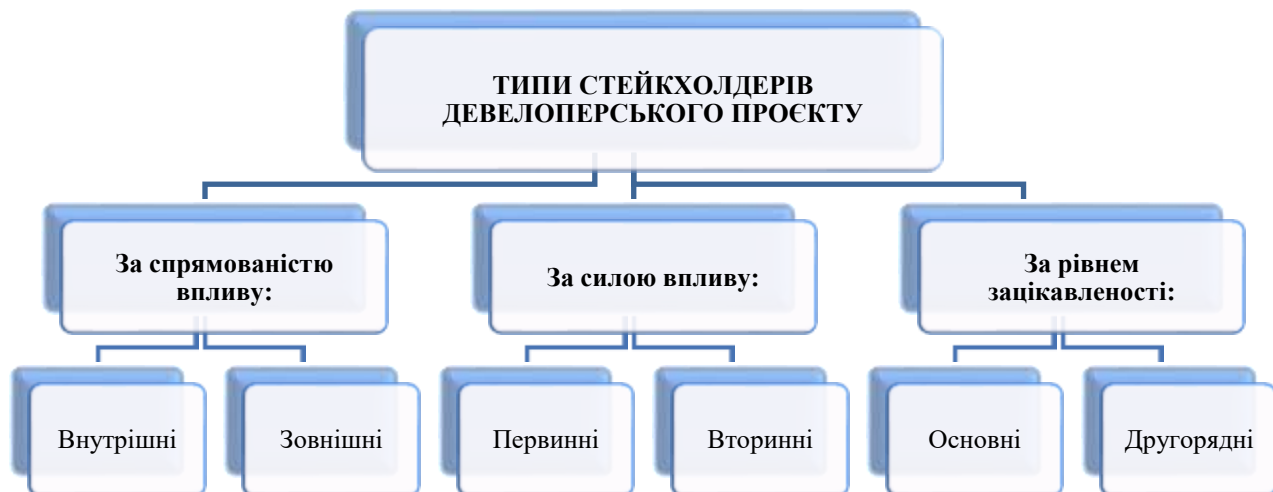 ТИПИ СТЕЙКХОЛДЕРІВ
ДЕВЕЛОПЕРСЬКОГО ПРОЄКТУ
За спрямованістю
впливу:
За силою впливу:
За рівнем
зацікавленості:
Внутрішні
Зовнішні
Первинні
Вторинні
Основні
Другорядні